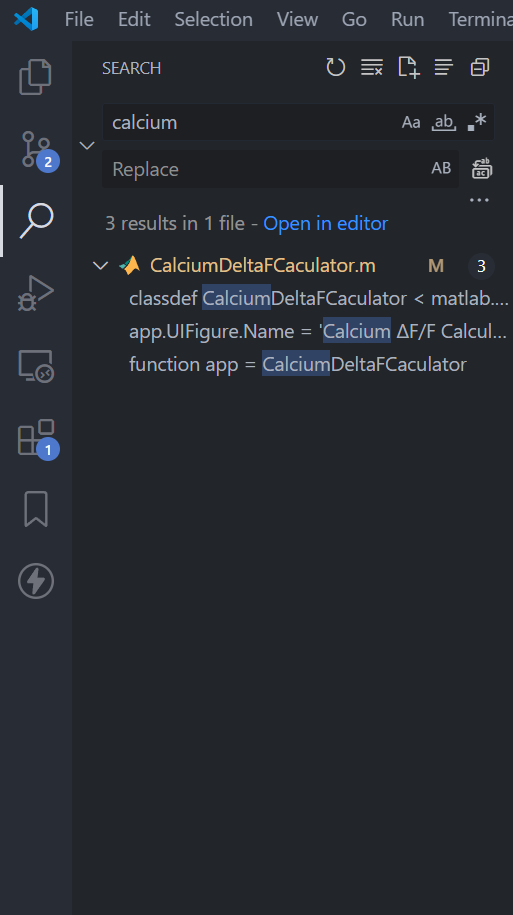 File Edit Selection View Go Run Termina
SEARCH
calcium Aa ab .*
Replace AB
3 results in 1 file - Open in editor
CalciumDeltaFCaculator.m M 3
classdef CalciumDeltaFCaculator < matlab....
app.UIFigure.Name = 'Calcium ΔF/F Calcul...
function app = CalciumDeltaFCaculator
2
1